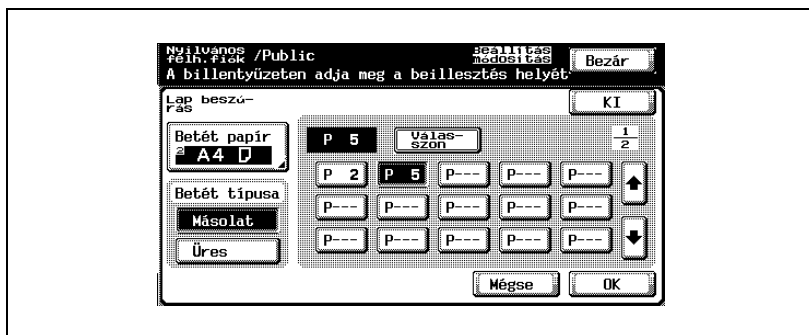 Nyilvános félh.fiók /Public
Beállítás módosítás
Bezár
A billentyűzeten adja meg a beillesztés helyét
Lap beszú-
rás
KI
Betét papír
2 A4
P 5
Válas-
szon
1
2
P 2 P 5 P--- P--- P---
Betét típusa
P--- P--- P--- P--- P---
Másolat
P--- P--- P--- P--- P---
Üres
Mégse
OK